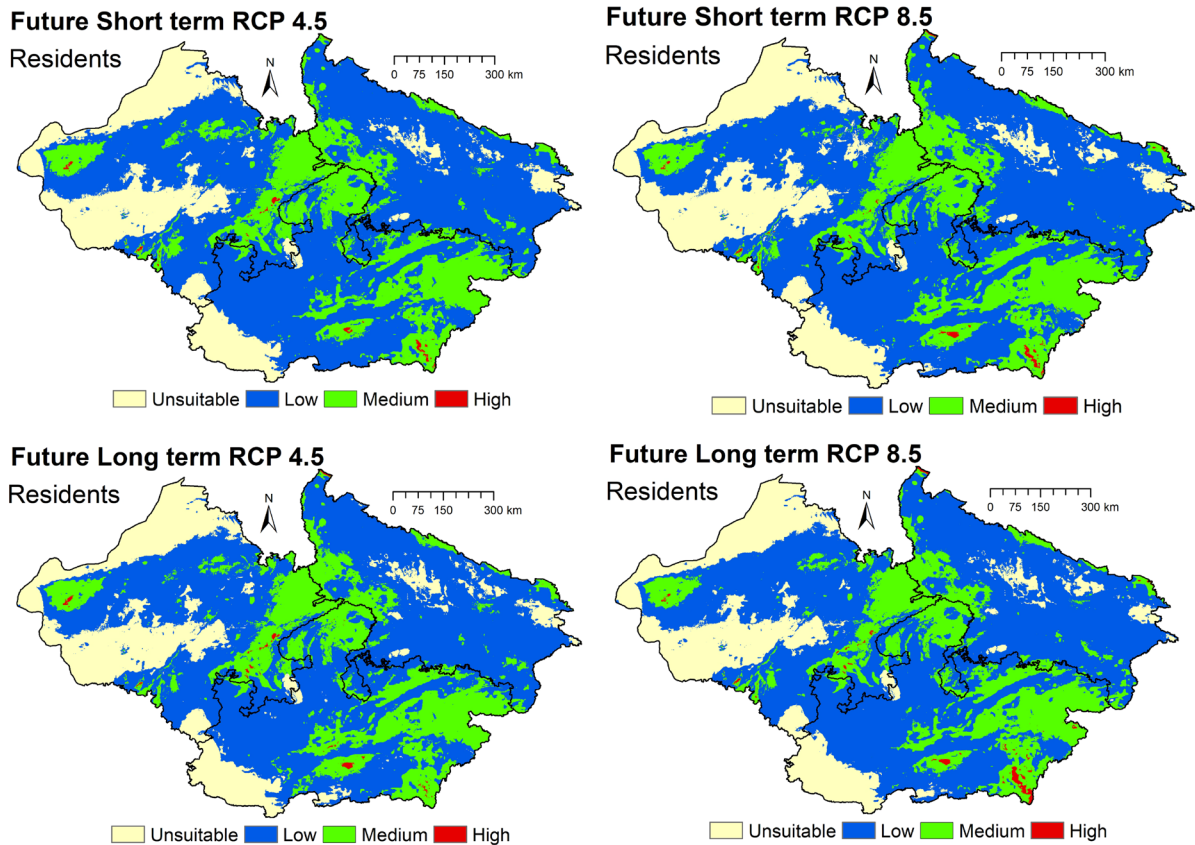 Future Short term RCP 4.5
Residents
N
0 75 150 300 km
Unsuitable Low Medium High
Future Short term RCP 8.5
Residents
N
0 75 150 300 km
Unsuitable Low Medium High
Future Long term RCP 4.5
Residents
N
0 75 150 300 km
Unsuitable Low Medium High
Future Long term RCP 8.5
Residents
N
0 75 150 300 km
Unsuitable Low Medium High